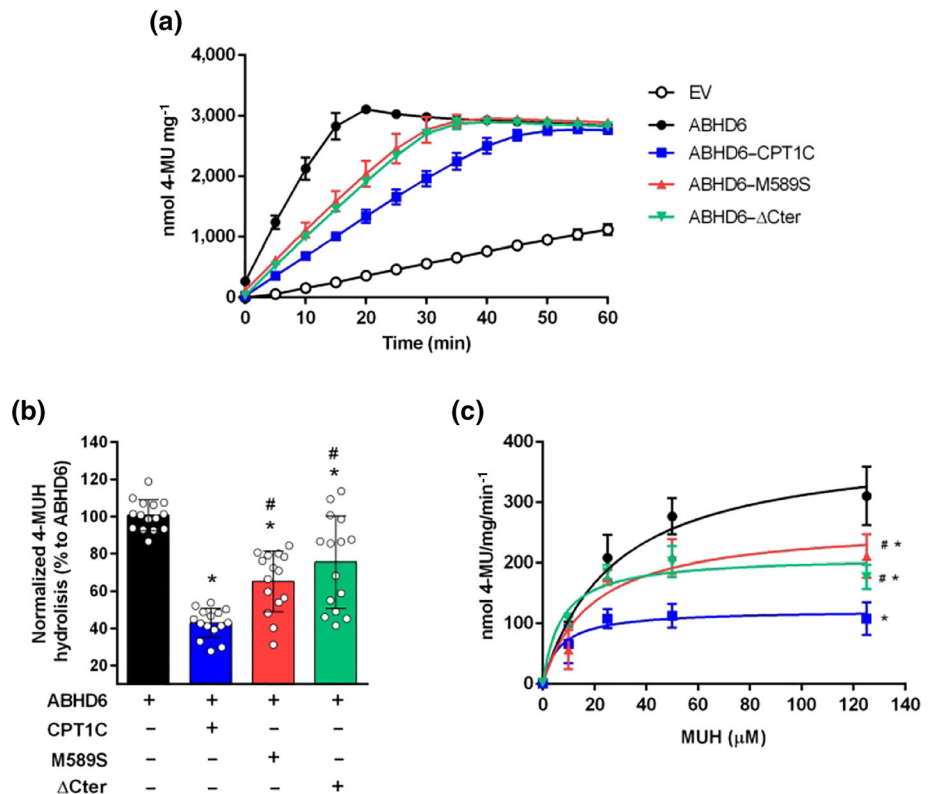 (a)
4,000
3,000
2,000
1,000
0
nmol 4-MU mg-1
0 10 20 30 40 50 60
Time (min)
EV
ABHD6
ABHD6–CPT1C
ABHD6–M589S
ABHD6–ΔCter
(b)
140
120
100
80
60
40
20
Normalized 4-MUH
hydrolisis (% to ABHD6)
*
#
*
#
*
ABHD6 + + + +
CPT1C – + – –
M589S – – + –
ΔCter – – – +
(c)
400
300
200
100
0
nmol 4-MU/mg/min-1
# *
# *
*
0 20 40 60 80 100 120 140
MUH (μM)